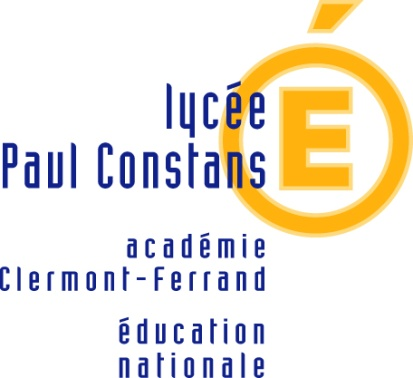 lycée
Paul Constans
É
académie
Clermont-Ferrand
éducation
nationale